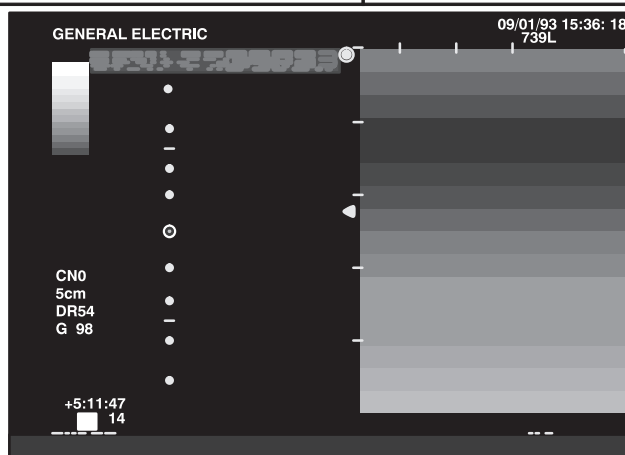 GENERAL ELECTRIC
09/01/93 15:36: 18
739L
CN0
5cm
DR54
G 98
+5:11:47
14